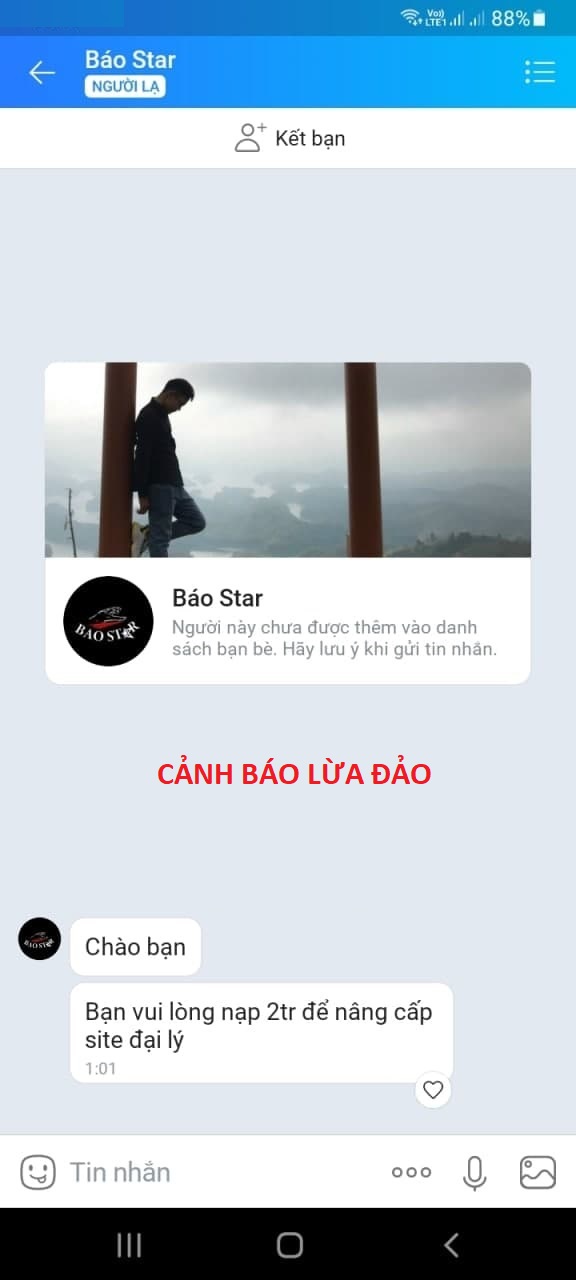 Vo))
LTE1
88%
Báo Star
NGƯỜI LẠ
Kết bạn
BAO STAR
Báo Star
Người này chưa được thêm vào danh
sách bạn bè. Hãy lưu ý khi gửi tin nhắn.
CẢNH BÁO LỪA ĐẢO
BAO STAR
Chào bạn
Bạn vui lòng nạp 2tr để nâng cấp
site đại lý
1:01
Tin nhắn